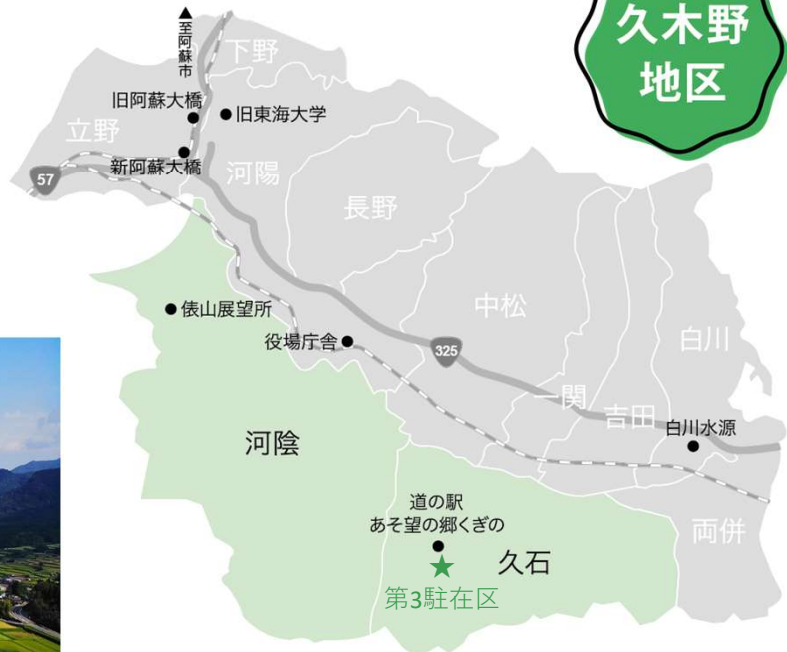 久木野
地区
▲至阿蘇市
下野
旧阿蘇大橋
旧東海大学
立野
新阿蘇大橋
57
河陽
長野
俵山展望所
中松
役場庁舎
325
白川
一関
吉田
白川水源
河陰
道の駅
あそ望の郷くぎの
両併
久石
★
第3駐在区